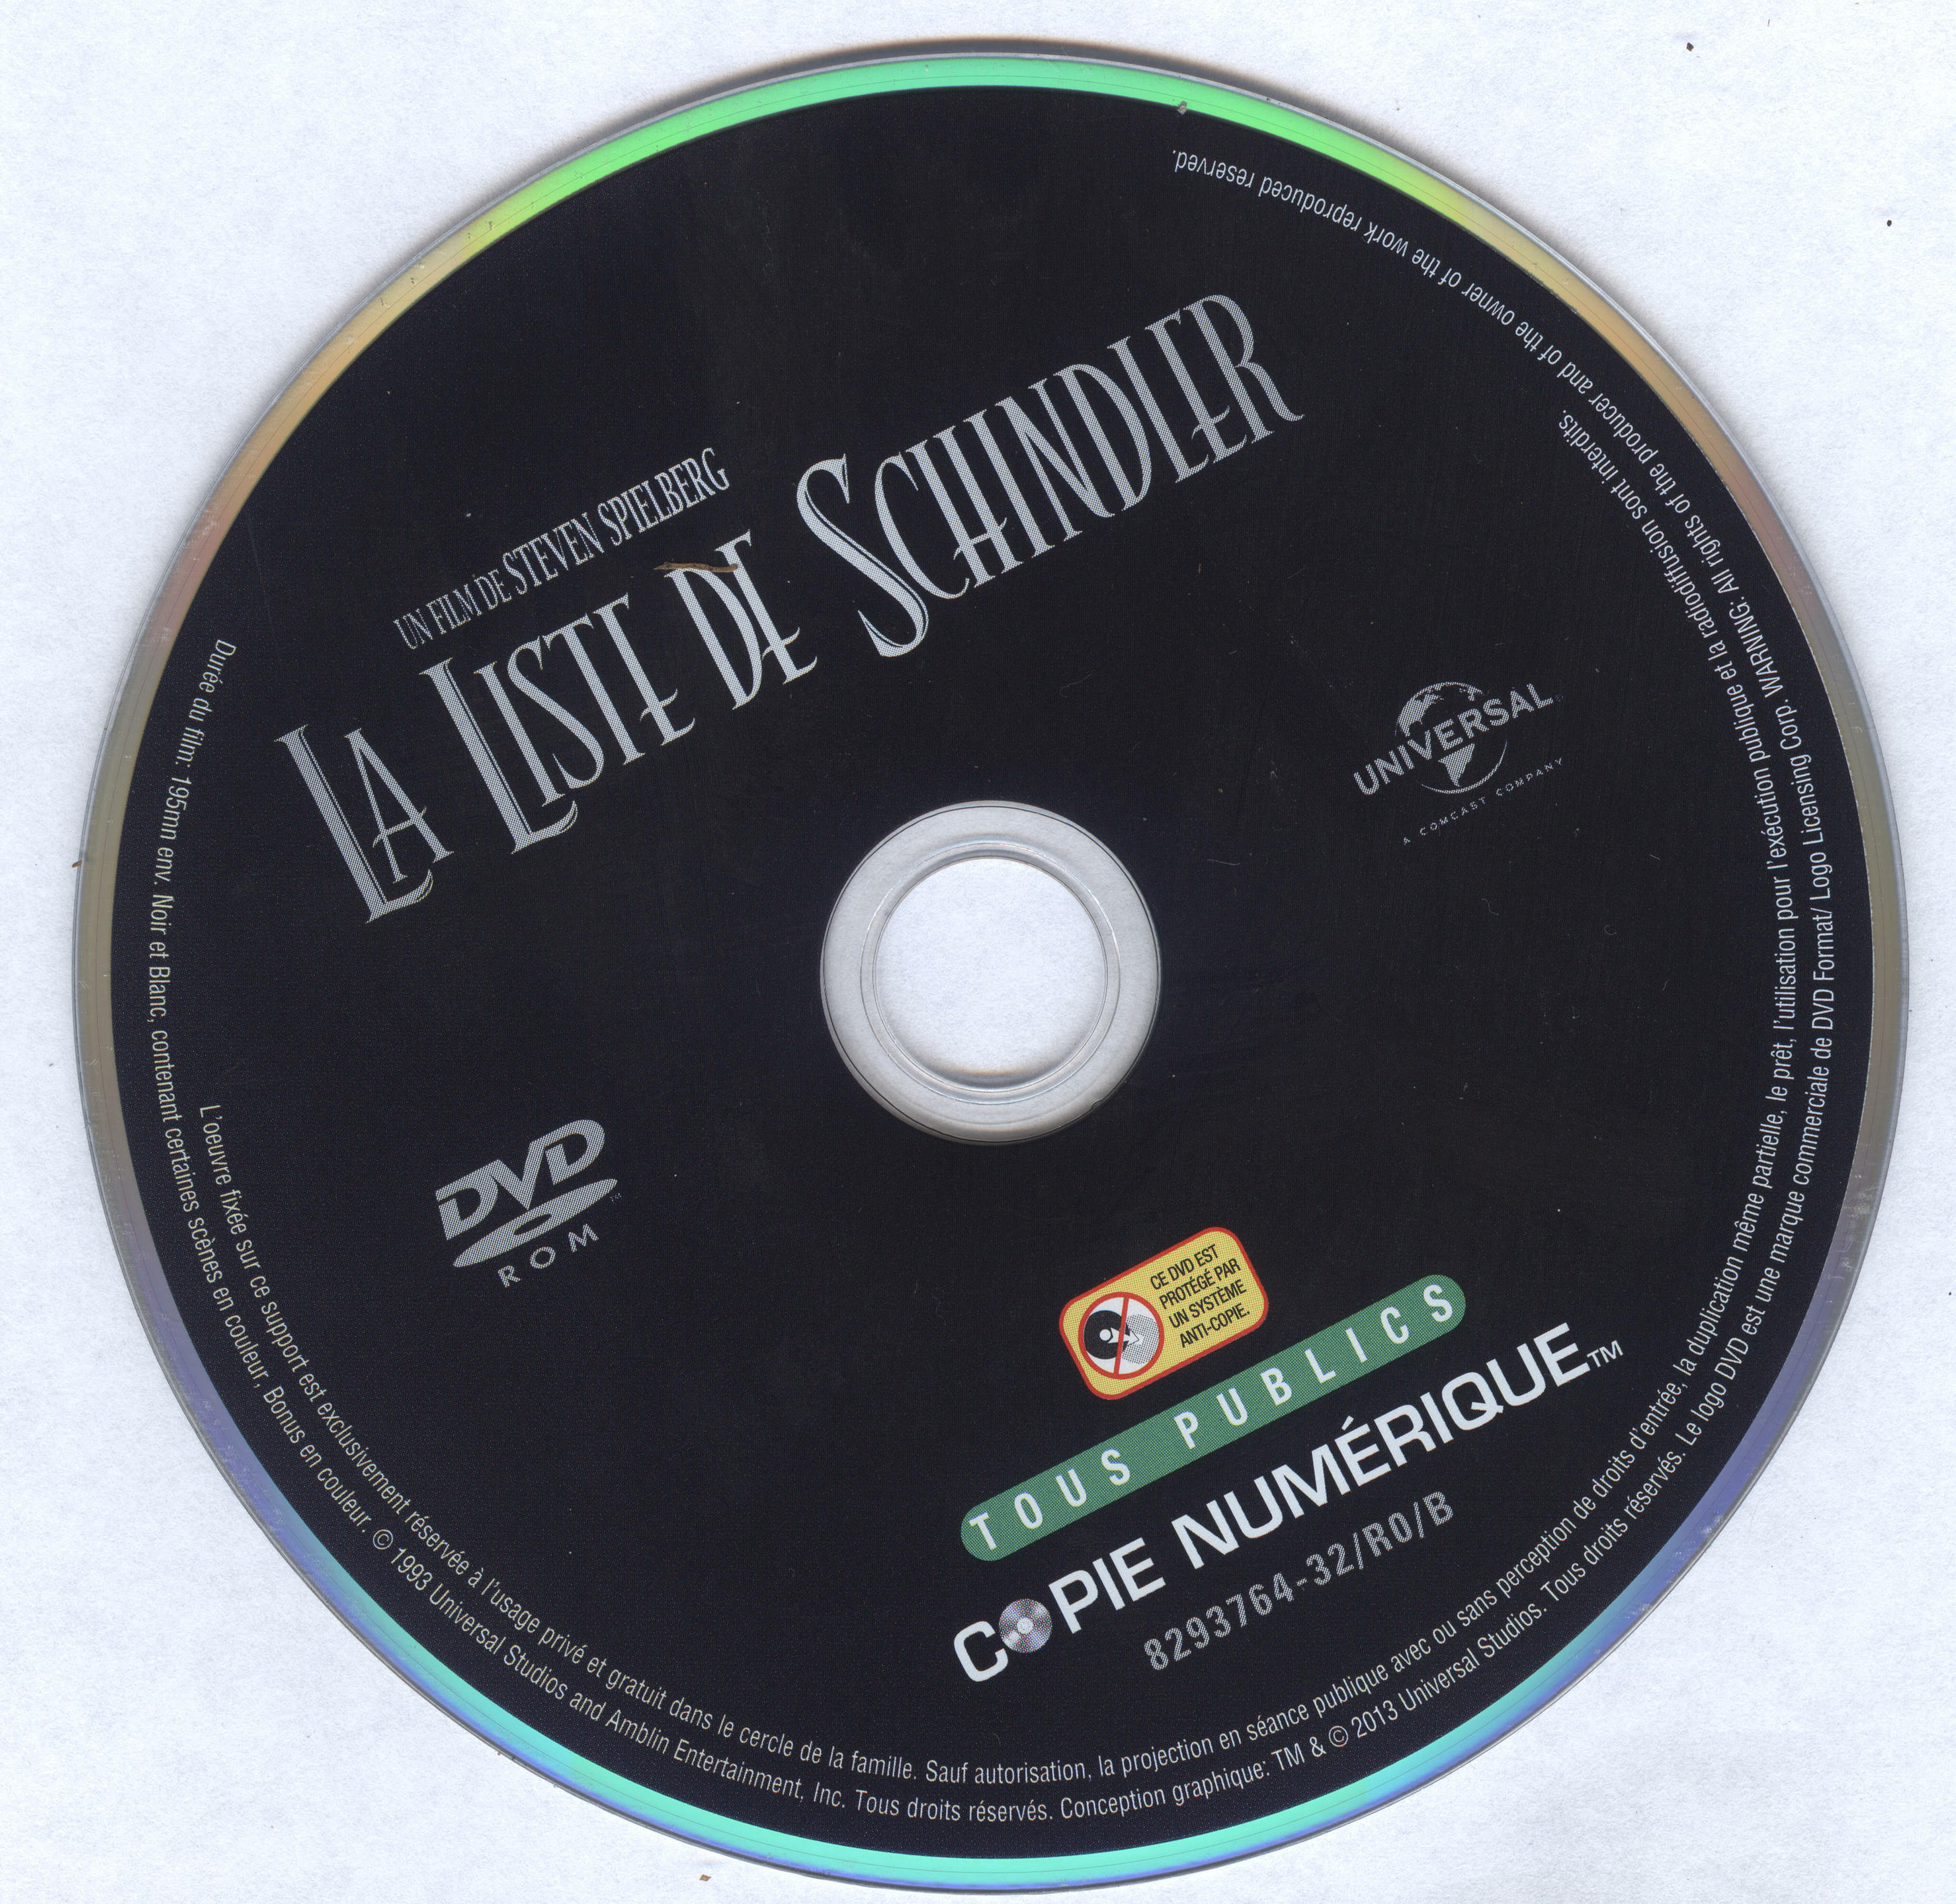 UN FILM DE STEVEN SPIELBERG
LA LISTE DE SCHINDLER
UNIVERSAL
A COMCAST COMPANY
DVD
ROM
™
CE DVD EST
PROTÉGÉ PAR
UN SYSTÈME
ANTI-COPIE.
TOUS PUBLICS
COPIE NUMÉRIQUE™
8293764-32/R0/B
L'oeuvre fixée sur ce support est exclusivement réservée à l'usage privé et gratuit dans le cercle de la famille. Sauf autorisation, la projection en séance publique avec ou sans perception de droits d'entrée, la duplication même partielle, le prêt, l'utilisation pour l'exécution publique et la radiodiffusion sont interdits.
Durée du film: 195mn env. Noir et Blanc, contenant certaines scènes en couleur, Bonus en couleur. © 1993 Universal Studios and Amblin Entertainment, Inc. Tous droits réservés. Conception graphique: TM & © 2013 Universal Studios. Tous droits réservés. Le logo DVD est une marque commerciale de DVD Format/ Logo Licensing Corp. WARNING: All rights of the producer and of the owner of the work reproduced reserved.